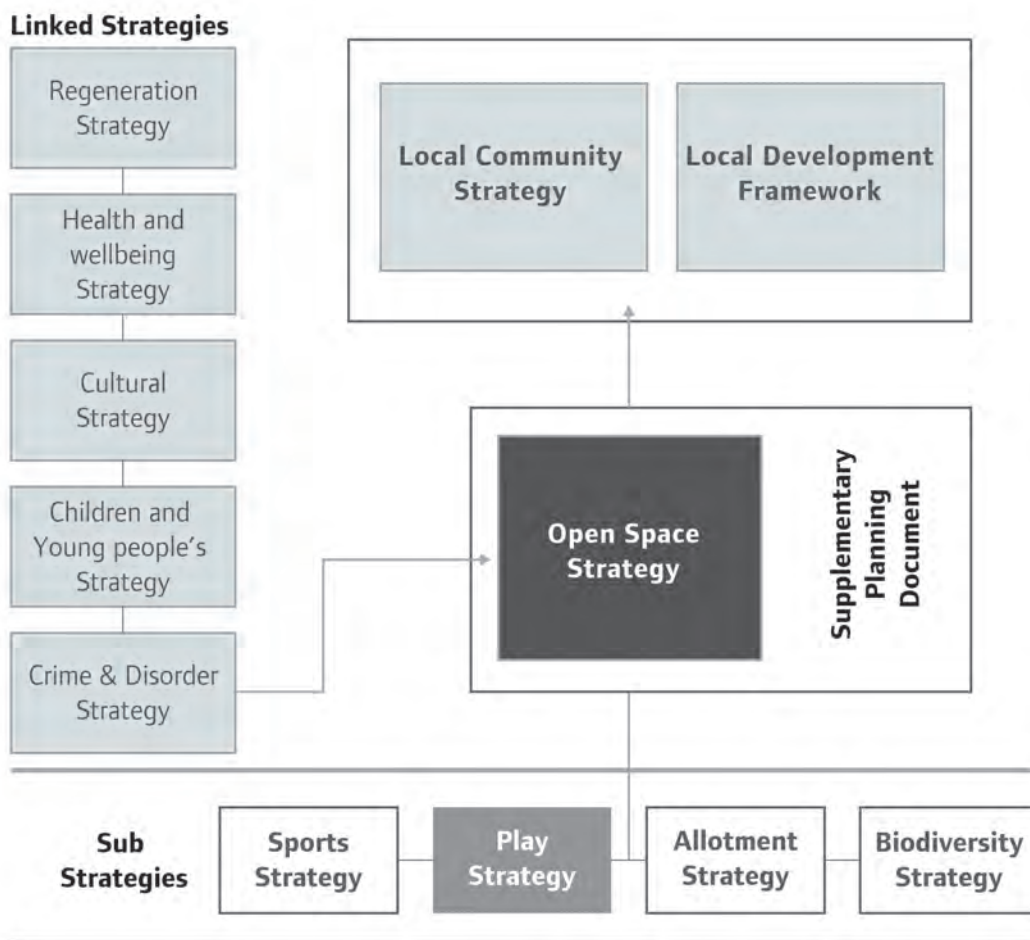 Linked Strategies
Regeneration
Strategy
Health and
wellbeing
Strategy
Cultural
Strategy
Children and
Young people's
Strategy
Crime & Disorder
Strategy
Local Community
Strategy
Local Development
Framework
Open Space
Strategy
Supplementary
Planning
Document
Sub
Strategies
Sports
Strategy
Play
Strategy
Allotment
Strategy
Biodiversity
Strategy